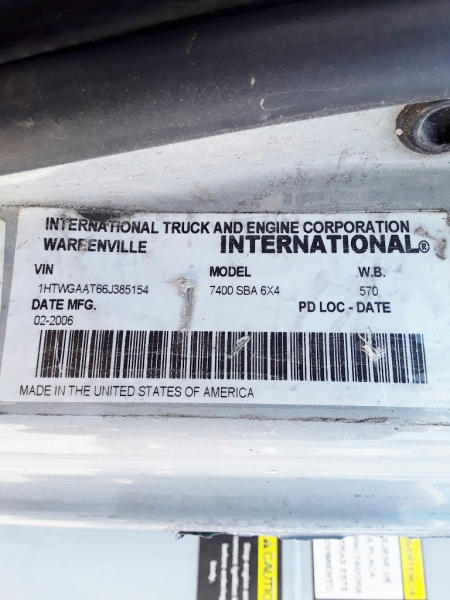 INTERNATIONAL TRUCK AND ENGINE CORPORATION
WARRENVILLE INTERNATIONAL®
VIN MODEL W.B.
1HTWGAAT66J385154 7400 SBA 6X4 570
DATE MFG. PD LOC - DATE
02-2006
MADE IN THE UNITED STATES OF AMERICA
CAUTION